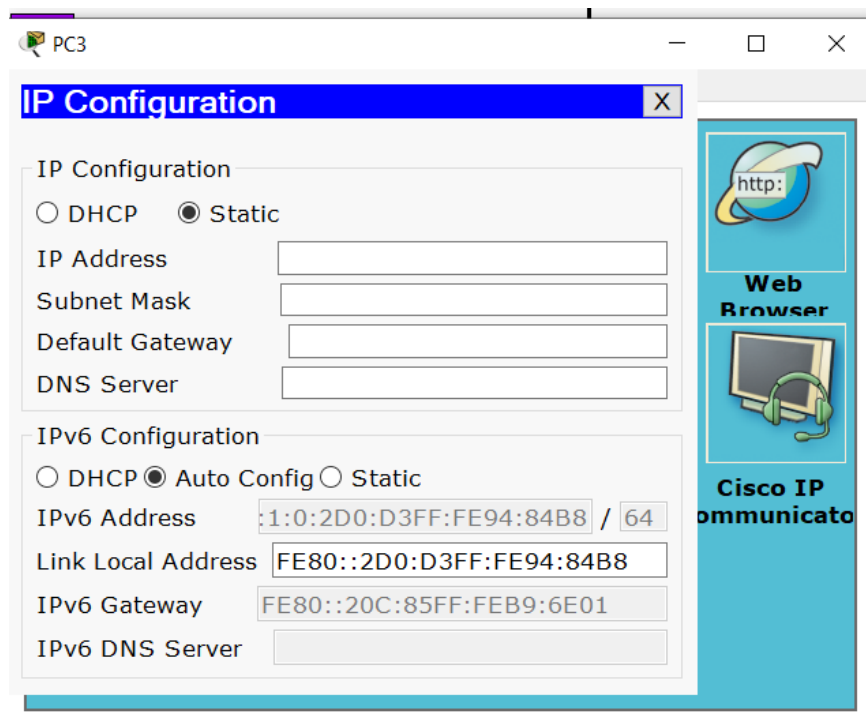 PC3
IP Configuration X
IP Configuration
DHCP Static
IP Address
Subnet Mask
Default Gateway
DNS Server
IPv6 Configuration
DHCP Auto Config Static
IPv6 Address :1:0:2D0:D3FF:FE94:84B8 / 64
Link Local Address FE80::2D0:D3FF:FE94:84B8
IPv6 Gateway FE80::20C:85FF:FEB9:6E01
IPv6 DNS Server
http:
Web
Browser
Cisco IP
ommunicato